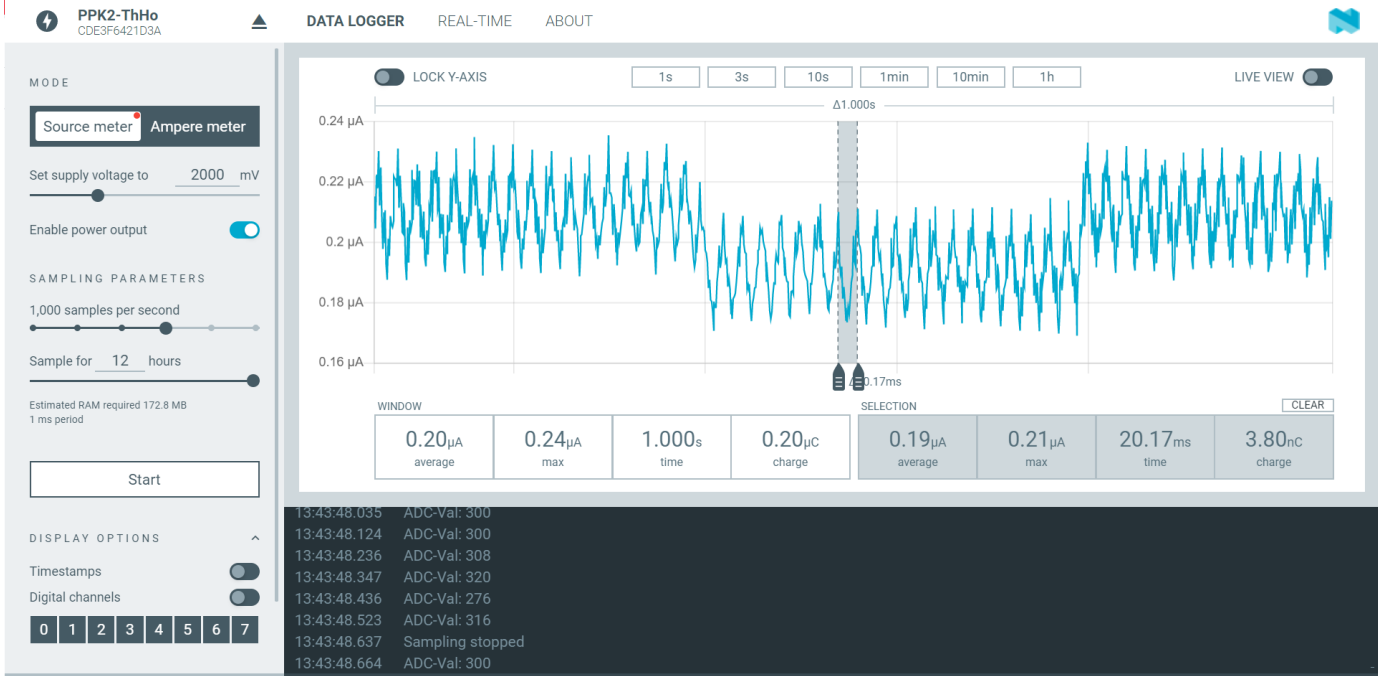 PPK2-ThHo
CDE3F6421D3A
DATA LOGGER REAL-TIME ABOUT
MODE
Source meter Ampere meter
Set supply voltage to 2000 mV
Enable power output
SAMPLING PARAMETERS
1,000 samples per second
Sample for 12 hours
Estimated RAM required 172.8 MB
1 ms period
Start
DISPLAY OPTIONS
Timestamps
Digital channels
0 1 2 3 4 5 6 7
LOCK Y-AXIS 1s 3s 10s 1min 10min 1h LIVE VIEW
Δ1.000s
0.24 µA
0.22 µA
0.2 µA
0.18 µA
0.16 µA
0.17ms
WINDOW SELECTION CLEAR
0.20µA 0.24µA 1.000s 0.20µC 0.19µA 0.21µA 20.17ms 3.80nC
average max time charge average max time charge
13:43:48.035 ADC-Val: 300
13:43:48.124 ADC-Val: 300
13:43:48.236 ADC-Val: 308
13:43:48.347 ADC-Val: 320
13:43:48.436 ADC-Val: 276
13:43:48.523 ADC-Val: 316
13:43:48.637 Sampling stopped
13:43:48.664 ADC-Val: 300